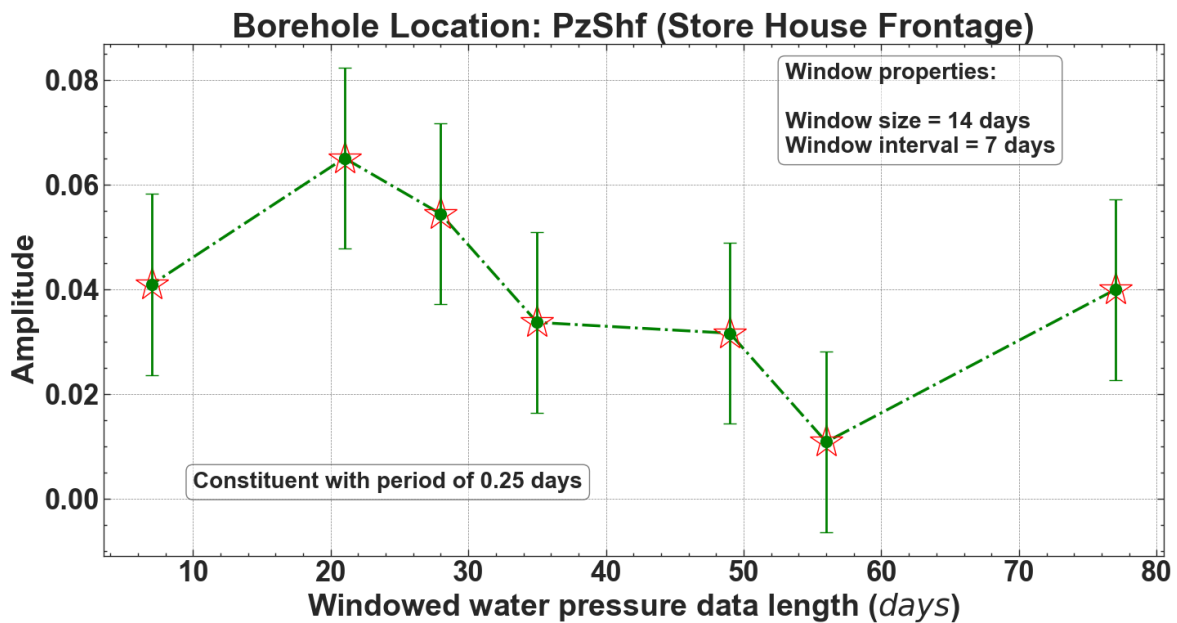 Borehole Location: PzShf (Store House Frontage)
Window properties:
Window size = 14 days
Window interval = 7 days
Constituent with period of 0.25 days
Amplitude
0.08
0.06
0.04
0.02
0.00
10 20 30 40 50 60 70 80
Windowed water pressure data length (days)